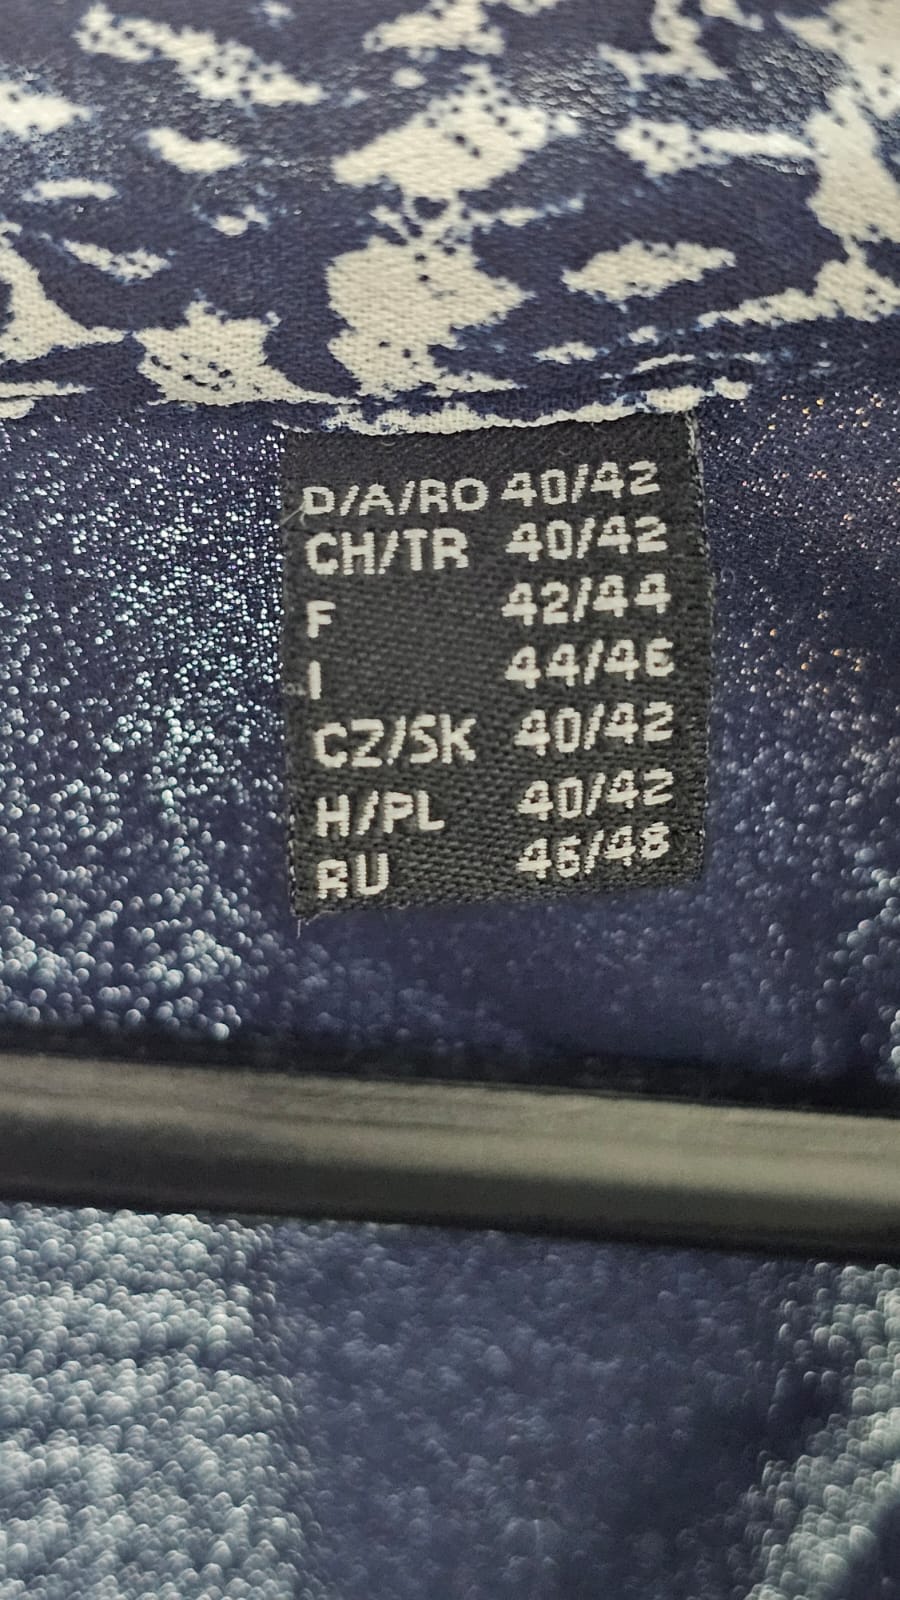 D/A/RO 40/42
CH/TR 40/42
F 42/44
I 44/46
CZ/SK 40/42
H/PL 40/42
RU 46/48